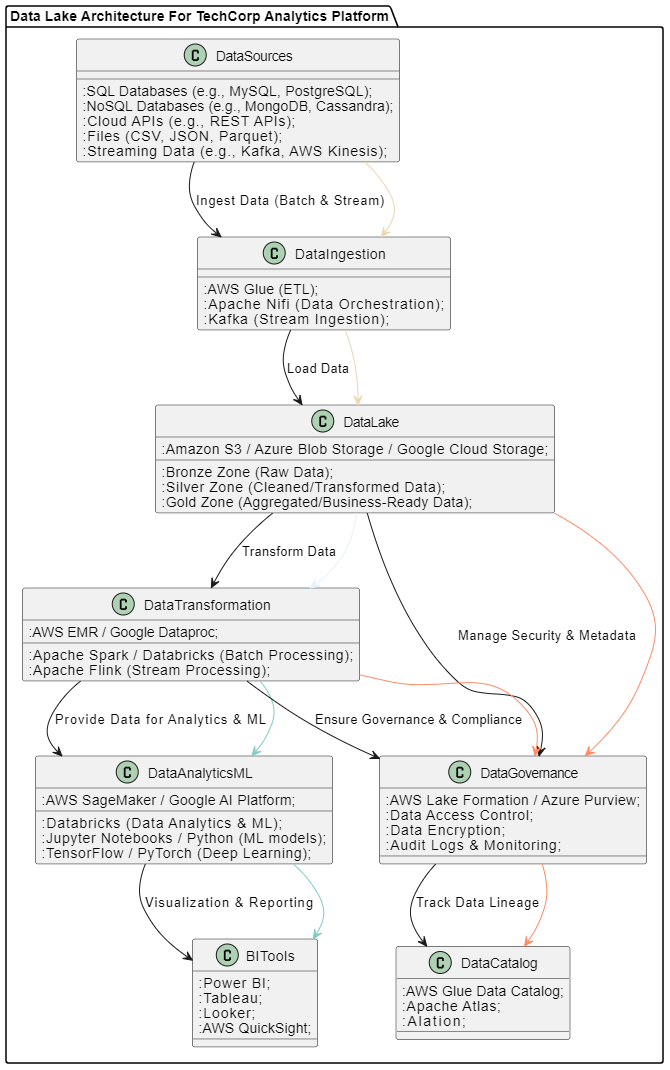 Data Lake Architecture For TechCorp Analytics Platform
C DataSources
:SQL Databases (e.g., MySQL, PostgreSQL);
:NoSQL Databases (e.g., MongoDB, Cassandra);
:Cloud APIs (e.g., REST APIs);
:Files (CSV, JSON, Parquet);
:Streaming Data (e.g., Kafka, AWS Kinesis);
Ingest Data (Batch & Stream)
C DataIngestion
:AWS Glue (ETL);
:Apache Nifi (Data Orchestration);
:Kafka (Stream Ingestion);
Load Data
C DataLake
:Amazon S3 / Azure Blob Storage / Google Cloud Storage;
:Bronze Zone (Raw Data);
:Silver Zone (Cleaned/Transformed Data);
:Gold Zone (Aggregated/Business-Ready Data);
Transform Data
C DataTransformation
:AWS EMR / Google Dataproc;
:Apache Spark / Databricks (Batch Processing);
:Apache Flink (Stream Processing);
Manage Security & Metadata
Provide Data for Analytics & ML
Ensure Governance & Compliance
C DataAnalyticsML
:AWS SageMaker / Google AI Platform;
:Databricks (Data Analytics & ML);
:Jupyter Notebooks / Python (ML models);
:TensorFlow / PyTorch (Deep Learning);
C DataGovernance
:AWS Lake Formation / Azure Purview;
:Data Access Control;
:Data Encryption;
:Audit Logs & Monitoring;
Visualization & Reporting
Track Data Lineage
C BITools
:Power BI;
:Tableau;
:Looker;
:AWS QuickSight;
C DataCatalog
:AWS Glue Data Catalog;
:Apache Atlas;
:Alation;